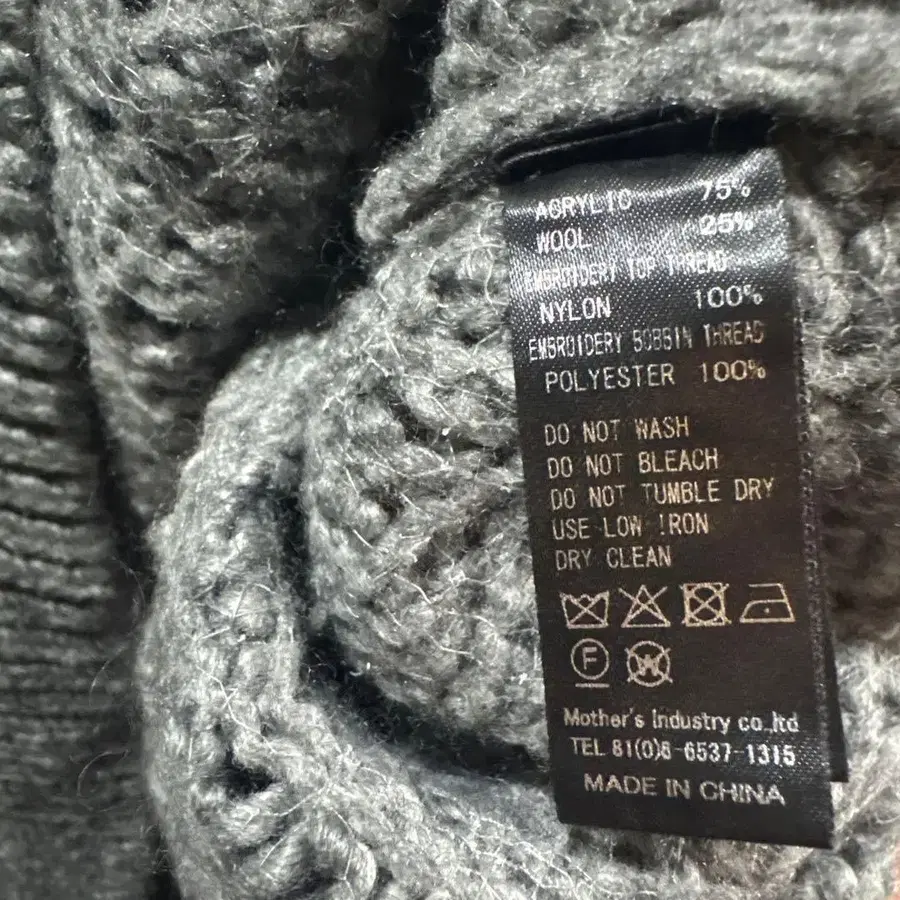 ACRYLIC 75%
WOOL 25%
EMBROIDERY TOP THREAD
NYLON 100%
EMBROIDERY BOBBIN THREAD
POLYESTER 100%
DO NOT WASH
DO NOT BLEACH
DO NOT TUMBLE DRY
USE LOW IRON
DRY CLEAN
F W
Mother's Industry co.,ltd
TEL 81(0)6-6537-1315
MADE IN CHINA